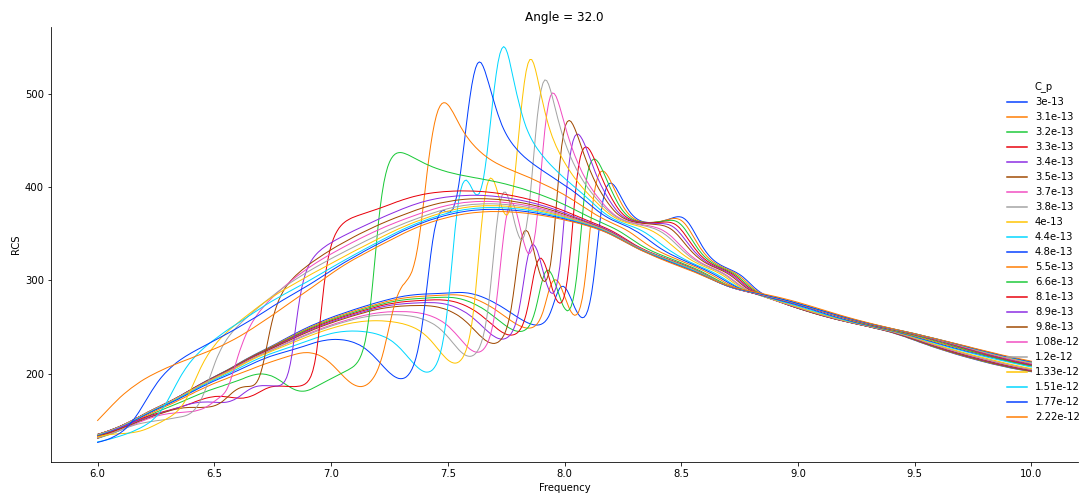 Angle = 32.0
RCS
500
400
300
200
6.0 6.5 7.0 7.5 8.0 8.5 9.0 9.5 10.0
Frequency
C_p
3e-13
3.1e-13
3.2e-13
3.3e-13
3.4e-13
3.5e-13
3.7e-13
3.8e-13
4e-13
4.4e-13
4.8e-13
5.5e-13
6.6e-13
8.1e-13
8.9e-13
9.8e-13
1.08e-12
1.2e-12
1.33e-12
1.51e-12
1.77e-12
2.22e-12